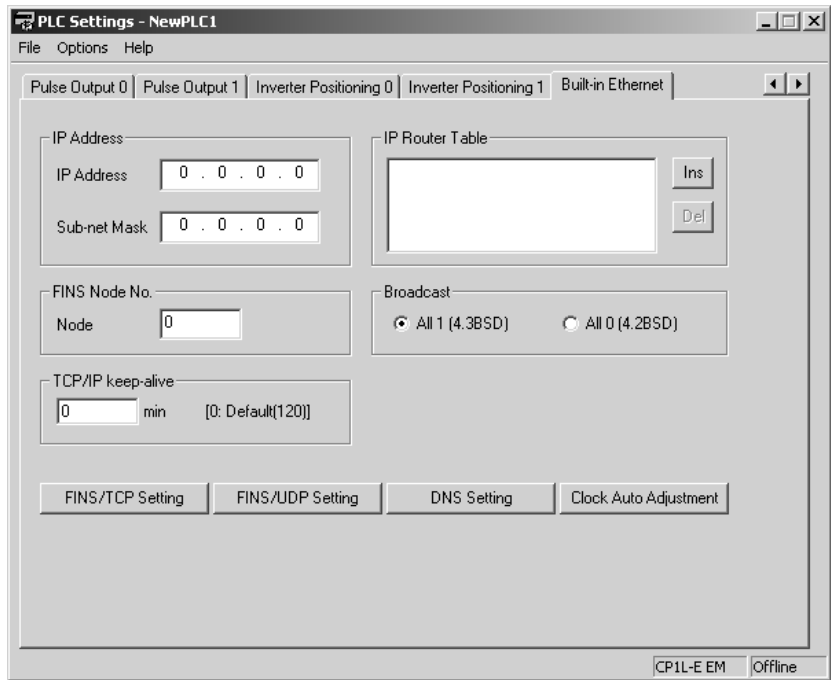 PLC Settings - NewPLC1
File Options Help
Pulse Output 0 Pulse Output 1 Inverter Positioning 0 Inverter Positioning 1 Built-in Ethernet
IP Address
IP Address 0 . 0 . 0 . 0
Sub-net Mask 0 . 0 . 0 . 0
IP Router Table
Ins
Del
FINS Node No.
Node 0
Broadcast
All 1 (4.3BSD) All 0 (4.2BSD)
TCP/IP keep-alive
0 min [0: Default(120)]
FINS/TCP Setting FINS/UDP Setting DNS Setting Clock Auto Adjustment
CP1L-E EM Offline